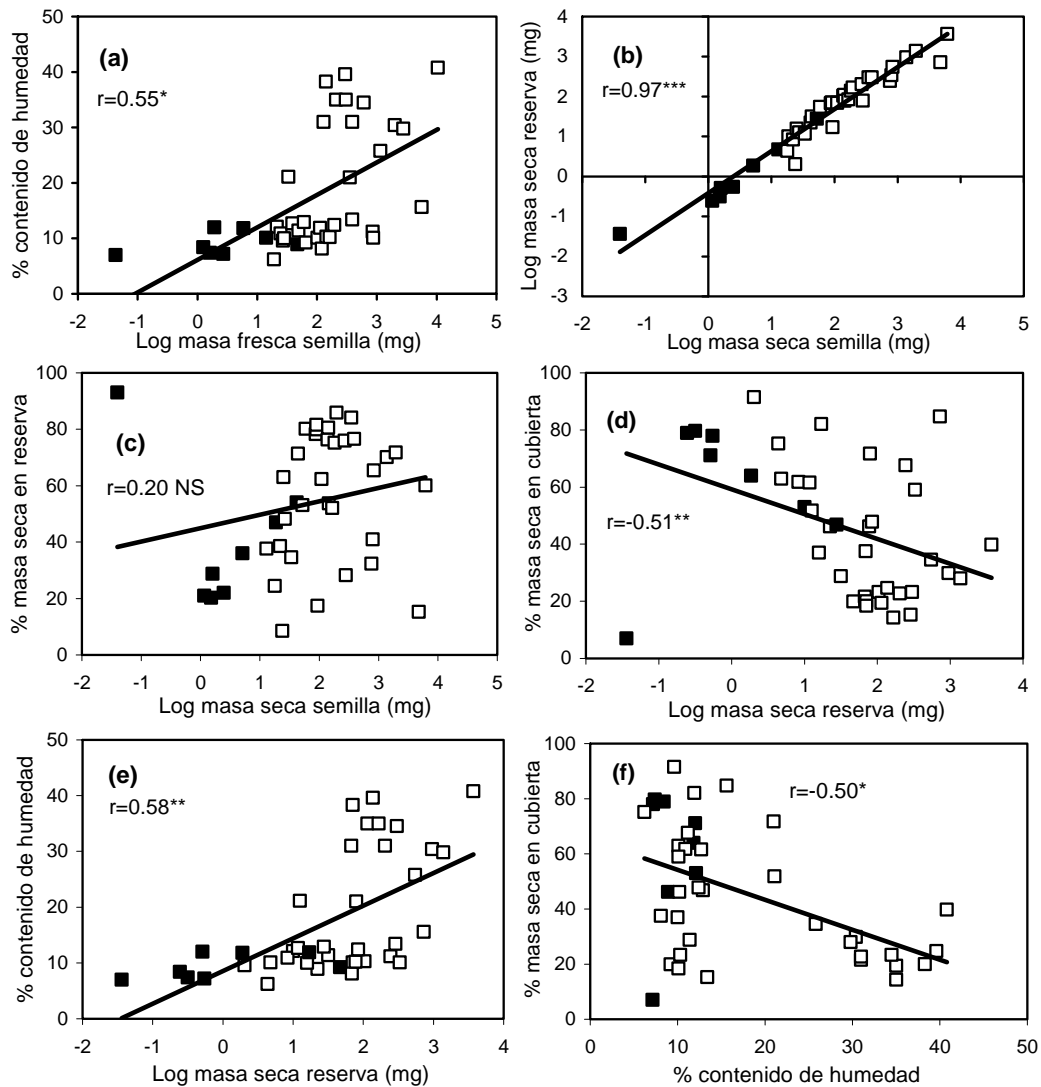 (a)
r=0.55*
% contenido de humedad
50
40
30
20
10
0
-2 -1 0 1 2 3 4 5
Log masa fresca semilla (mg)
(b)
r=0.97***
Log masa seca reserva (mg)
4
3
2
1
0
-1
-2
-3
-2 0 1 2 3 4 5
Log masa seca semilla (mg)
(c)
r=0.20 NS
% masa seca en reserva
100
80
60
40
20
0
-2 -1 0 1 2 3 4 5
Log masa seca semilla (mg)
(d)
r=-0.51**
% masa seca en cubierta
100
80
60
40
20
0
-2 -1 0 1 2 3 4
Log masa seca reserva (mg)
(e)
r=0.58**
% contenido de humedad
50
40
30
20
10
0
-2 -1 0 1 2 3 4
Log masa seca reserva (mg)
(f)
r=-0.50*
% masa seca en cubierta
100
80
60
40
20
0
0 10 20 30 40 50
% contenido de humedad